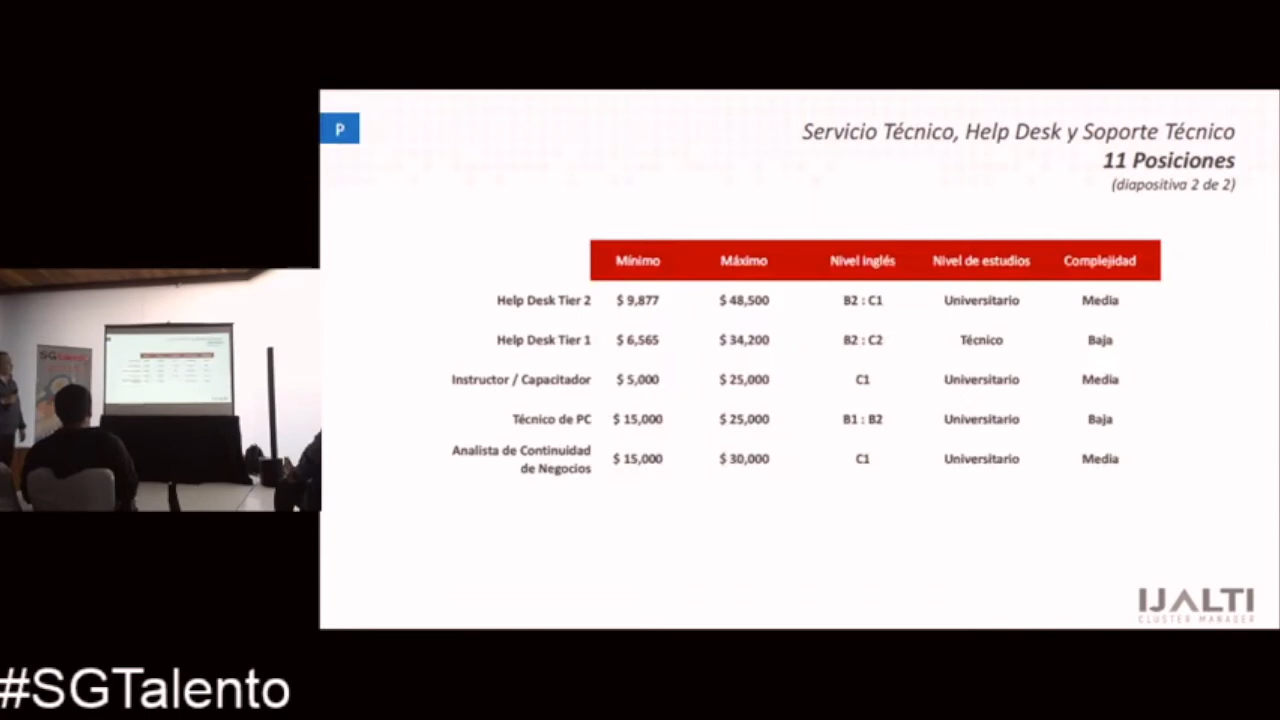 P
Servicio Técnico, Help Desk y Soporte Técnico
11 Posiciones
(diapositiva 2 de 2)
Mínimo Máximo Nivel inglés Nivel de estudios Complejidad
Help Desk Tier 2 $ 9,877 $ 48,500 B2 : C1 Universitario Media
Help Desk Tier 1 $ 6,565 $ 34,200 B2 : C2 Técnico Baja
Instructor / Capacitador $ 5,000 $ 25,000 C1 Universitario Media
Técnico de PC $ 15,000 $ 25,000 B1 : B2 Universitario Baja
Analista de Continuidad
de Negocios $ 15,000 $ 30,000 C1 Universitario Media
SGtalento
IJALTI
CLUSTER MANAGER
#SGTalento